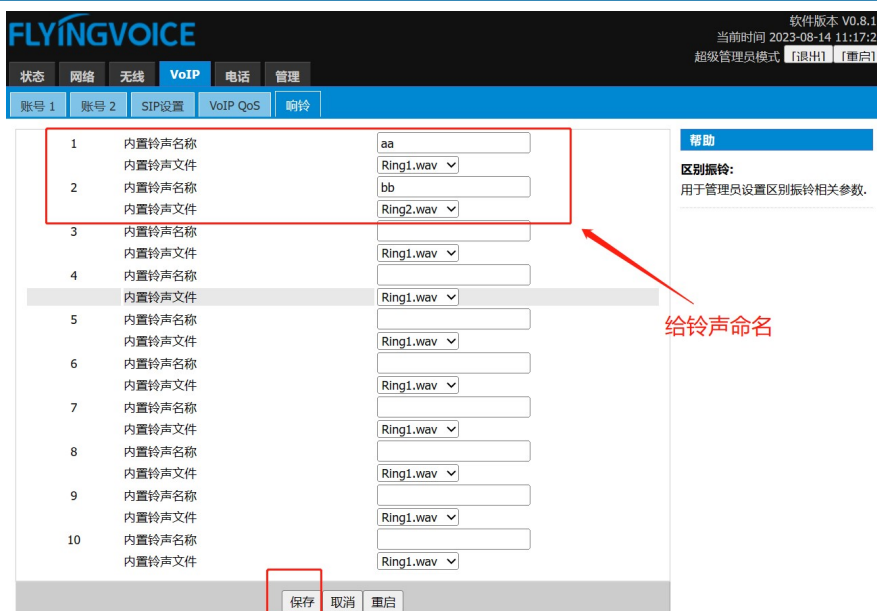 FLYINGVOICE
软件版本 V0.8.1
当前时间 2023-08-14 11:17:2
超级管理员模式 [退出] [重启]
状态 网络 无线 VoIP 电话 管理
账号 1 账号 2 SIP设置 VoIP QoS 响铃
1 内置铃声名称 aa
内置铃声文件 Ring1.wav
2 内置铃声名称 bb
内置铃声文件 Ring2.wav
3 内置铃声名称
内置铃声文件 Ring1.wav
4 内置铃声名称
内置铃声文件 Ring1.wav
5 内置铃声名称
内置铃声文件 Ring1.wav
6 内置铃声名称
内置铃声文件 Ring1.wav
7 内置铃声名称
内置铃声文件 Ring1.wav
8 内置铃声名称
内置铃声文件 Ring1.wav
9 内置铃声名称
内置铃声文件 Ring1.wav
10 内置铃声名称
内置铃声文件 Ring1.wav
保存 取消 重启
帮助
区别振铃:
用于管理员设置区别振铃相关参数.
给铃声命名